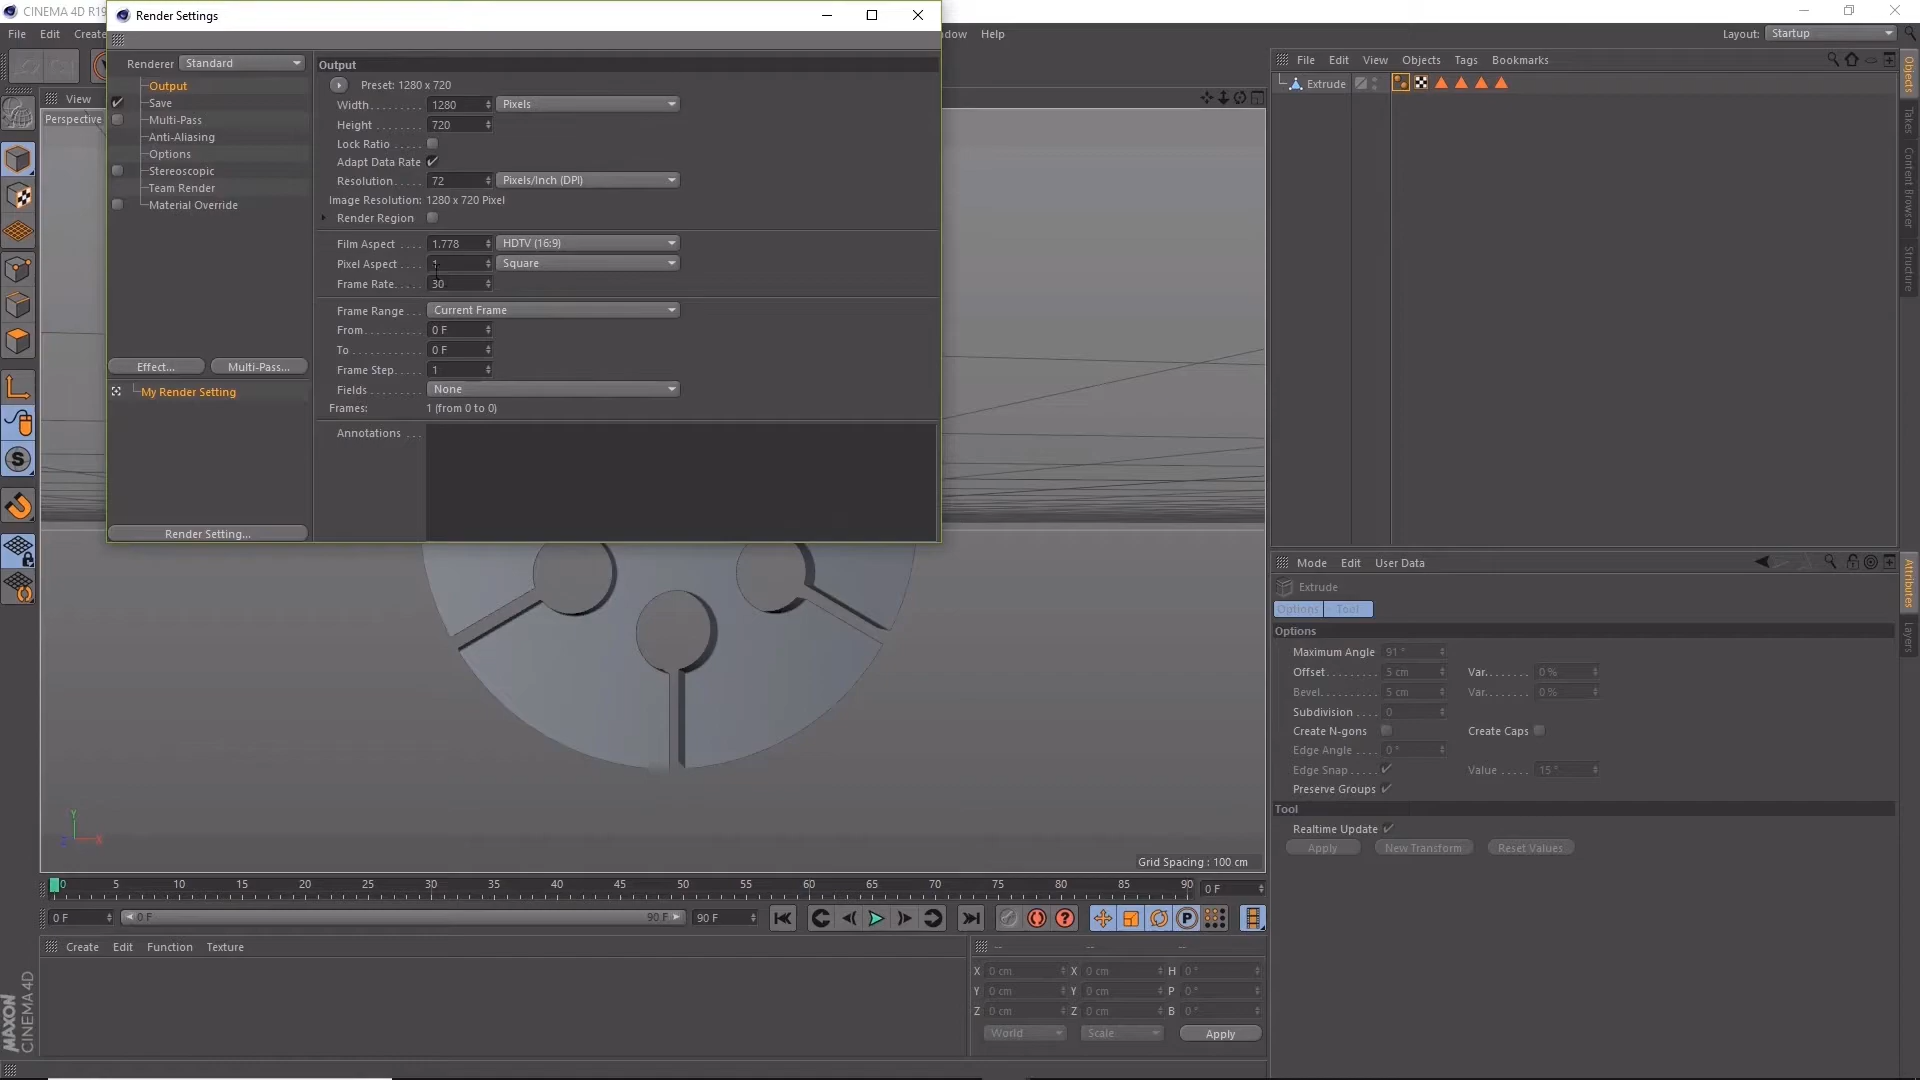 CINEMA 4D R19
Render Settings
File Edit Create
dow Help
Layout: Startup
Renderer Standard
Output
Save
Multi-Pass
Anti-Aliasing
Options
Stereoscopic
Team Render
Material Override
Effect...
Multi-Pass...
My Render Setting
Render Setting...
Output
Preset: 1280 x 720
Width 1280 Pixels
Height 720
Lock Ratio
Adapt Data Rate
Resolution 72 Pixels/Inch (DPI)
Image Resolution: 1280 x 720 Pixel
Render Region
Film Aspect 1.778 HDTV (16:9)
Pixel Aspect Square
Frame Rate 30
Frame Range Current Frame
From 0 F
To 0 F
Frame Step 1
Fields None
Frames: 1 (from 0 to 0)
Annotations
View
Perspective
Y
X
Z
Grid Spacing : 100 cm
File Edit View Objects Tags Bookmarks
Extrude
Objects
Takes
Content Browser
Structure
Mode Edit User Data
Extrude
Options Tool
Options
Maximum Angle 91 °
Offset 5 cm Var. 0 %
Bevel 5 cm Var. 0 %
Subdivision 0
Create N-gons Create Caps
Edge Angle 0 °
Edge Snap Value 15 °
Preserve Groups
Tool
Realtime Update
Apply New Transform Reset Values
Attributes
Layers
0 5 10 15 20 25 30 35 40 45 50 55 60 65 70 75 80 85 90 0 F
0 F 0 F 90 F 90 F
Create Edit Function Texture
-- -- --
X 0 cm X 0 cm H 0 °
Y 0 cm Y 0 cm P 0 °
Z 0 cm Z 0 cm B 0 °
World Scale Apply
MAXON
CINEMA 4D